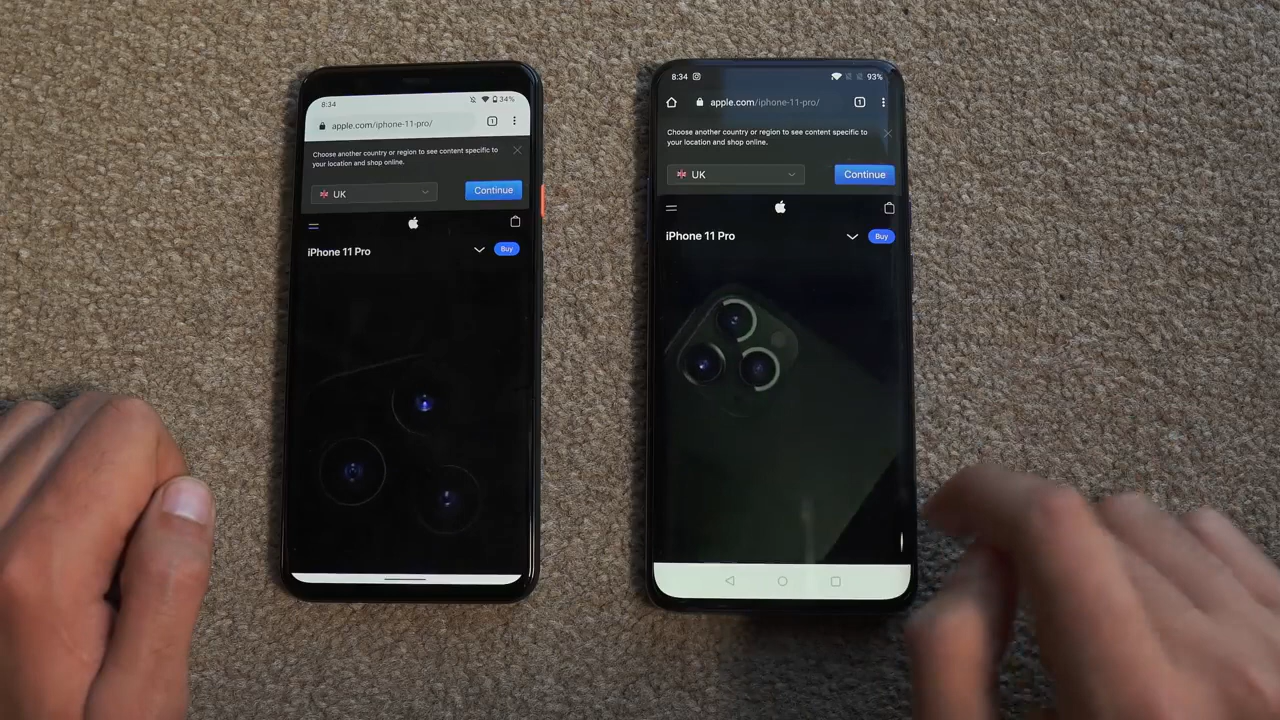 8:34
34%
apple.com/iphone-11-pro/
1
Choose another country or region to see content specific to
your location and shop online.
UK
Continue
iPhone 11 Pro
Buy
8:34
93%
apple.com/iphone-11-pro/
1
Choose another country or region to see content specific to
your location and shop online.
UK
Continue
iPhone 11 Pro
Buy